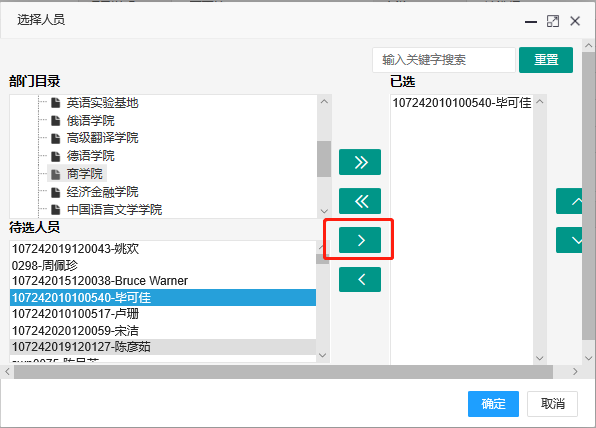 选择人员
输入关键字搜索
重置
部门目录
已选
英语实验基地
俄语学院
高级翻译学院
德语学院
商学院
经济金融学院
中国语言文学学院
107242010100540-毕可佳
待选人员
107242019120043-姚欢
0298-周佩珍
107242015120038-Bruce Warner
107242010100540-毕可佳
107242010100517-卢珊
107242020120059-宋洁
107242019120127-陈彦茹
确定
取消